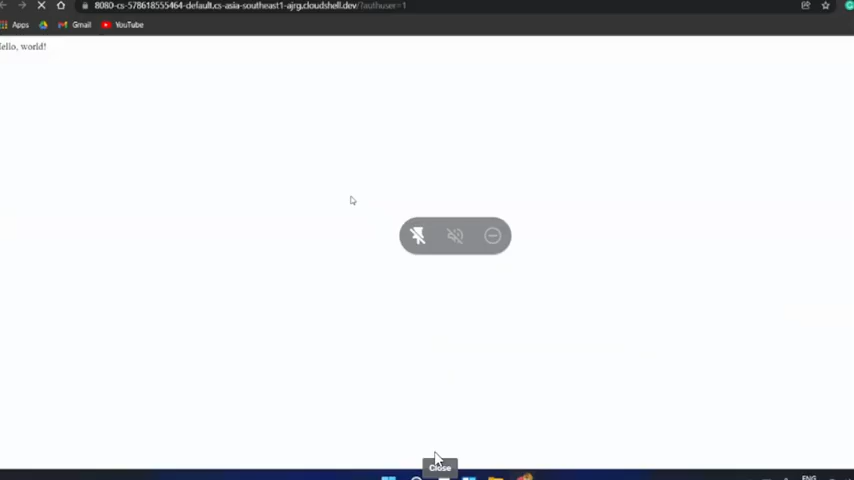 8080-cs-578618555464-default.cs-asia-southeast1-ajrg.cloudshell.dev/?authuser=1
Apps
Gmail
YouTube
ello, world!
Close
ENG